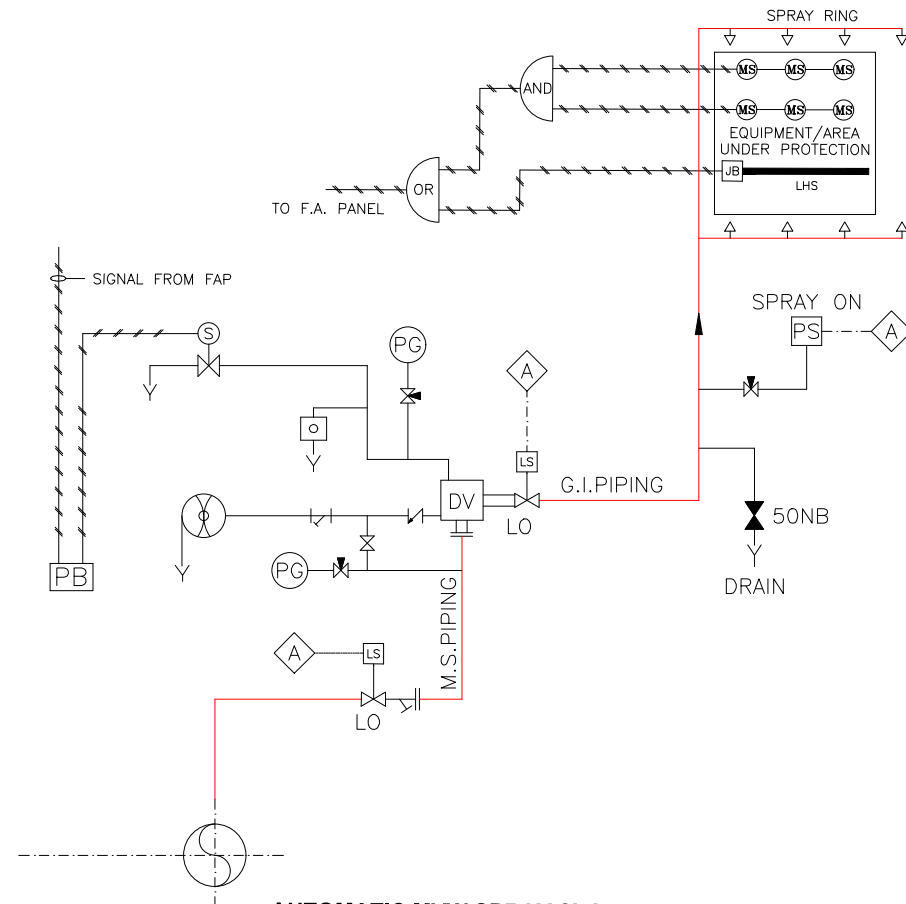 SPRAY RING
MS MS MS
AND
MS MS MS
EQUIPMENT/AREA
UNDER PROTECTION
JB
LHS
OR
TO F.A. PANEL
SIGNAL FROM FAP
SPRAY ON
S
PG
PS
A
A
LS
DV
G.I.PIPING
LO
50NB
PG
PB
DRAIN
M.S.PIPING
A
LS
LO